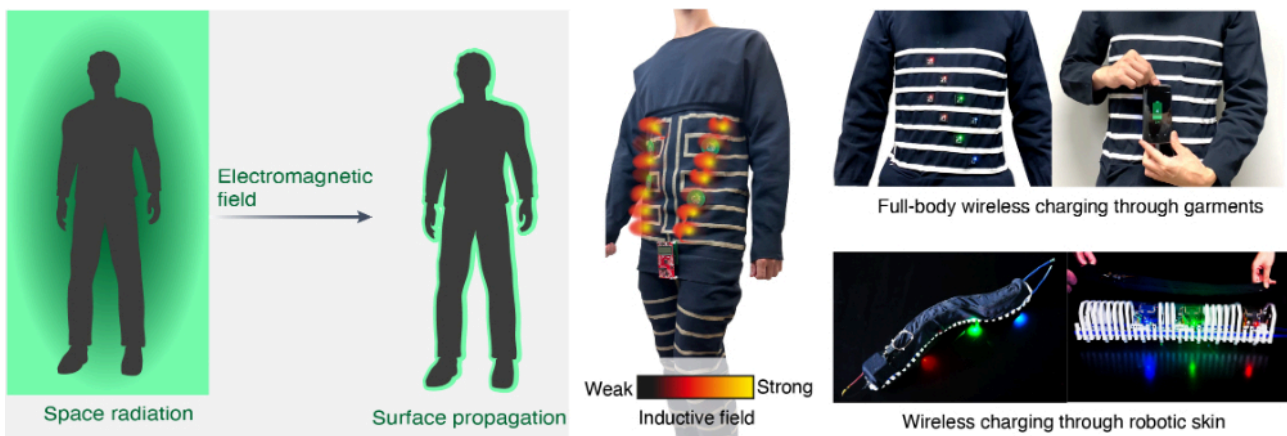 Electromagnetic
field
Space radiation
Surface propagation
Weak
Strong
Inductive field
Full-body wireless charging through garments
Wireless charging through robotic skin